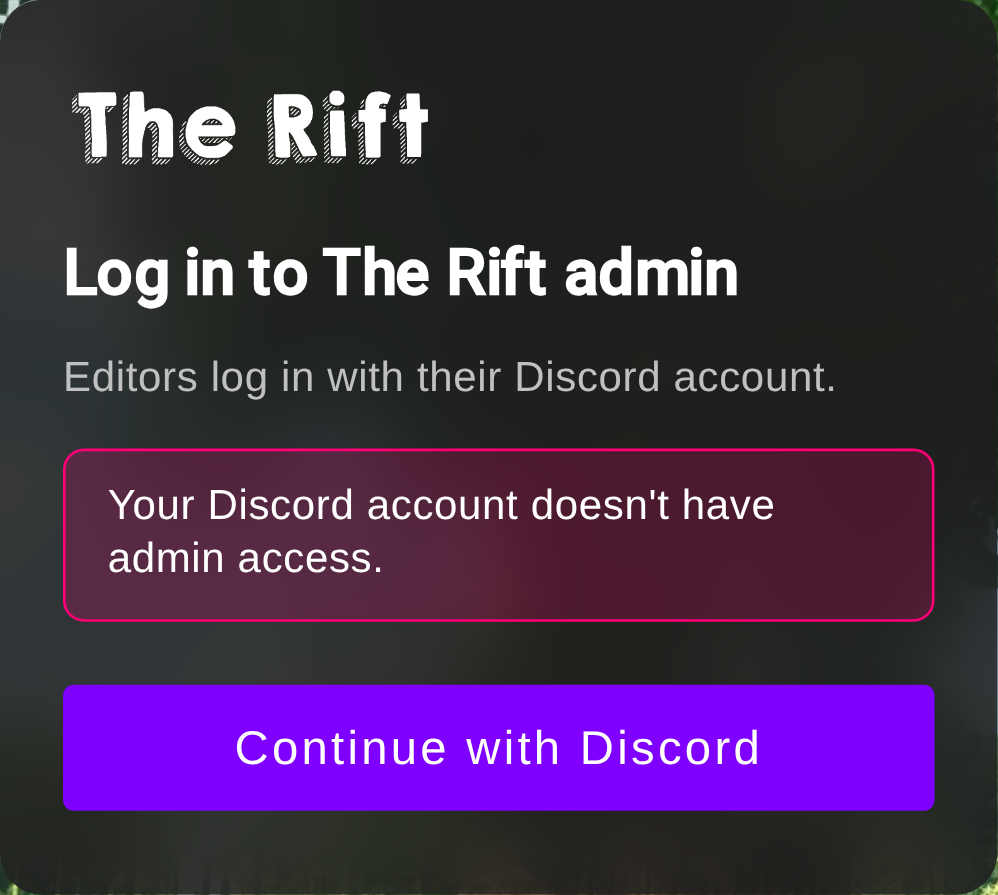 The Rift
Log in to The Rift admin
Editors log in with their Discord account.
Your Discord account doesn't have
admin access.
Continue with Discord